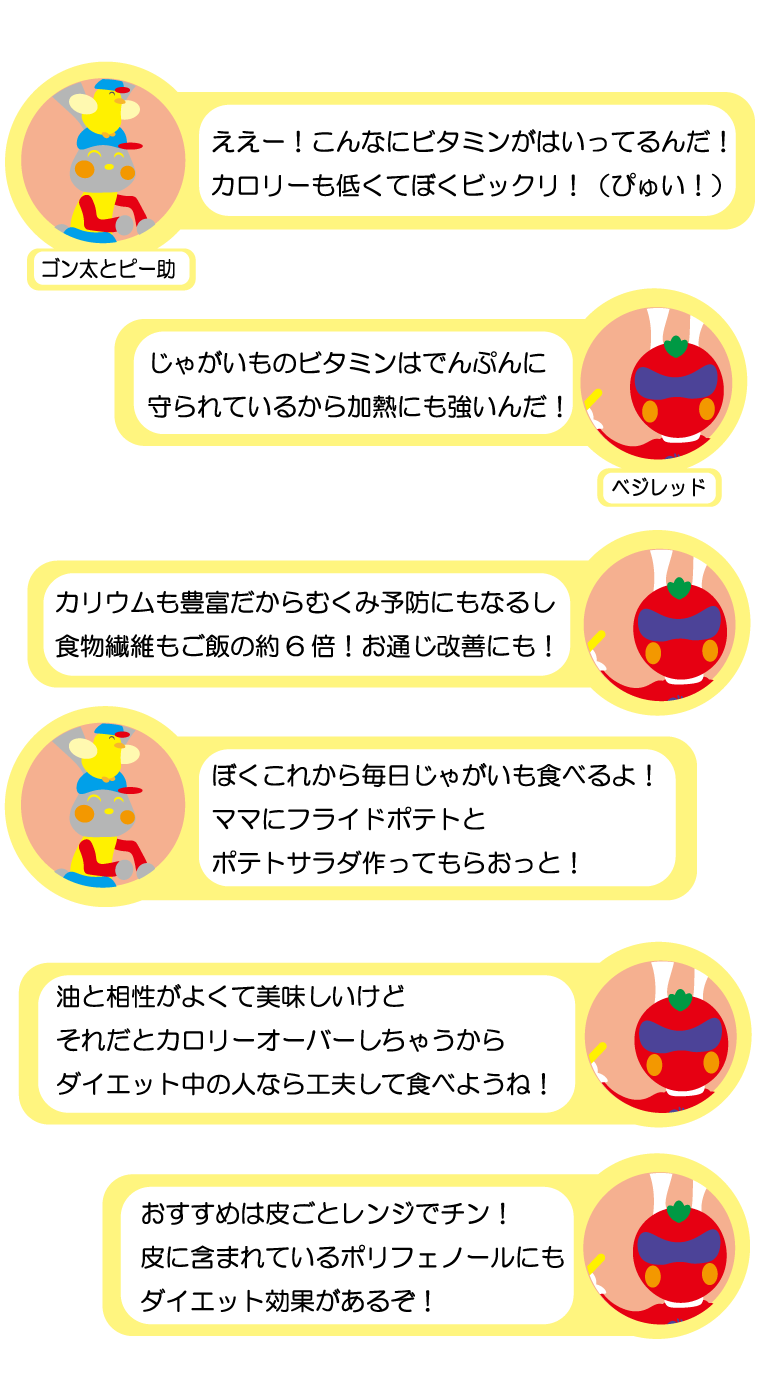 ええー！こんなにビタミンがはいってるんだ！
カロリーも低くてぼくビックリ！（ぴゅい！）
ゴン太とピー助
じゃがいものビタミンはでんぷんに
守られているから加熱にも強いんだ！
ベジレッド
カリウムも豊富だからむくみ予防にもなるし
食物繊維もご飯の約６倍！お通じ改善にも！
ぼくこれから毎日じゃがいも食べるよ！
ママにフライドポテトと
ポテトサラダ作ってもらおっと！
油と相性がよくて美味しいけど
それだとカロリーオーバーしちゃうから
ダイエット中の人なら工夫して食べようね！
おすすめは皮ごとレンジでチン！
皮に含まれているポリフェノールにも
ダイエット効果があるぞ！